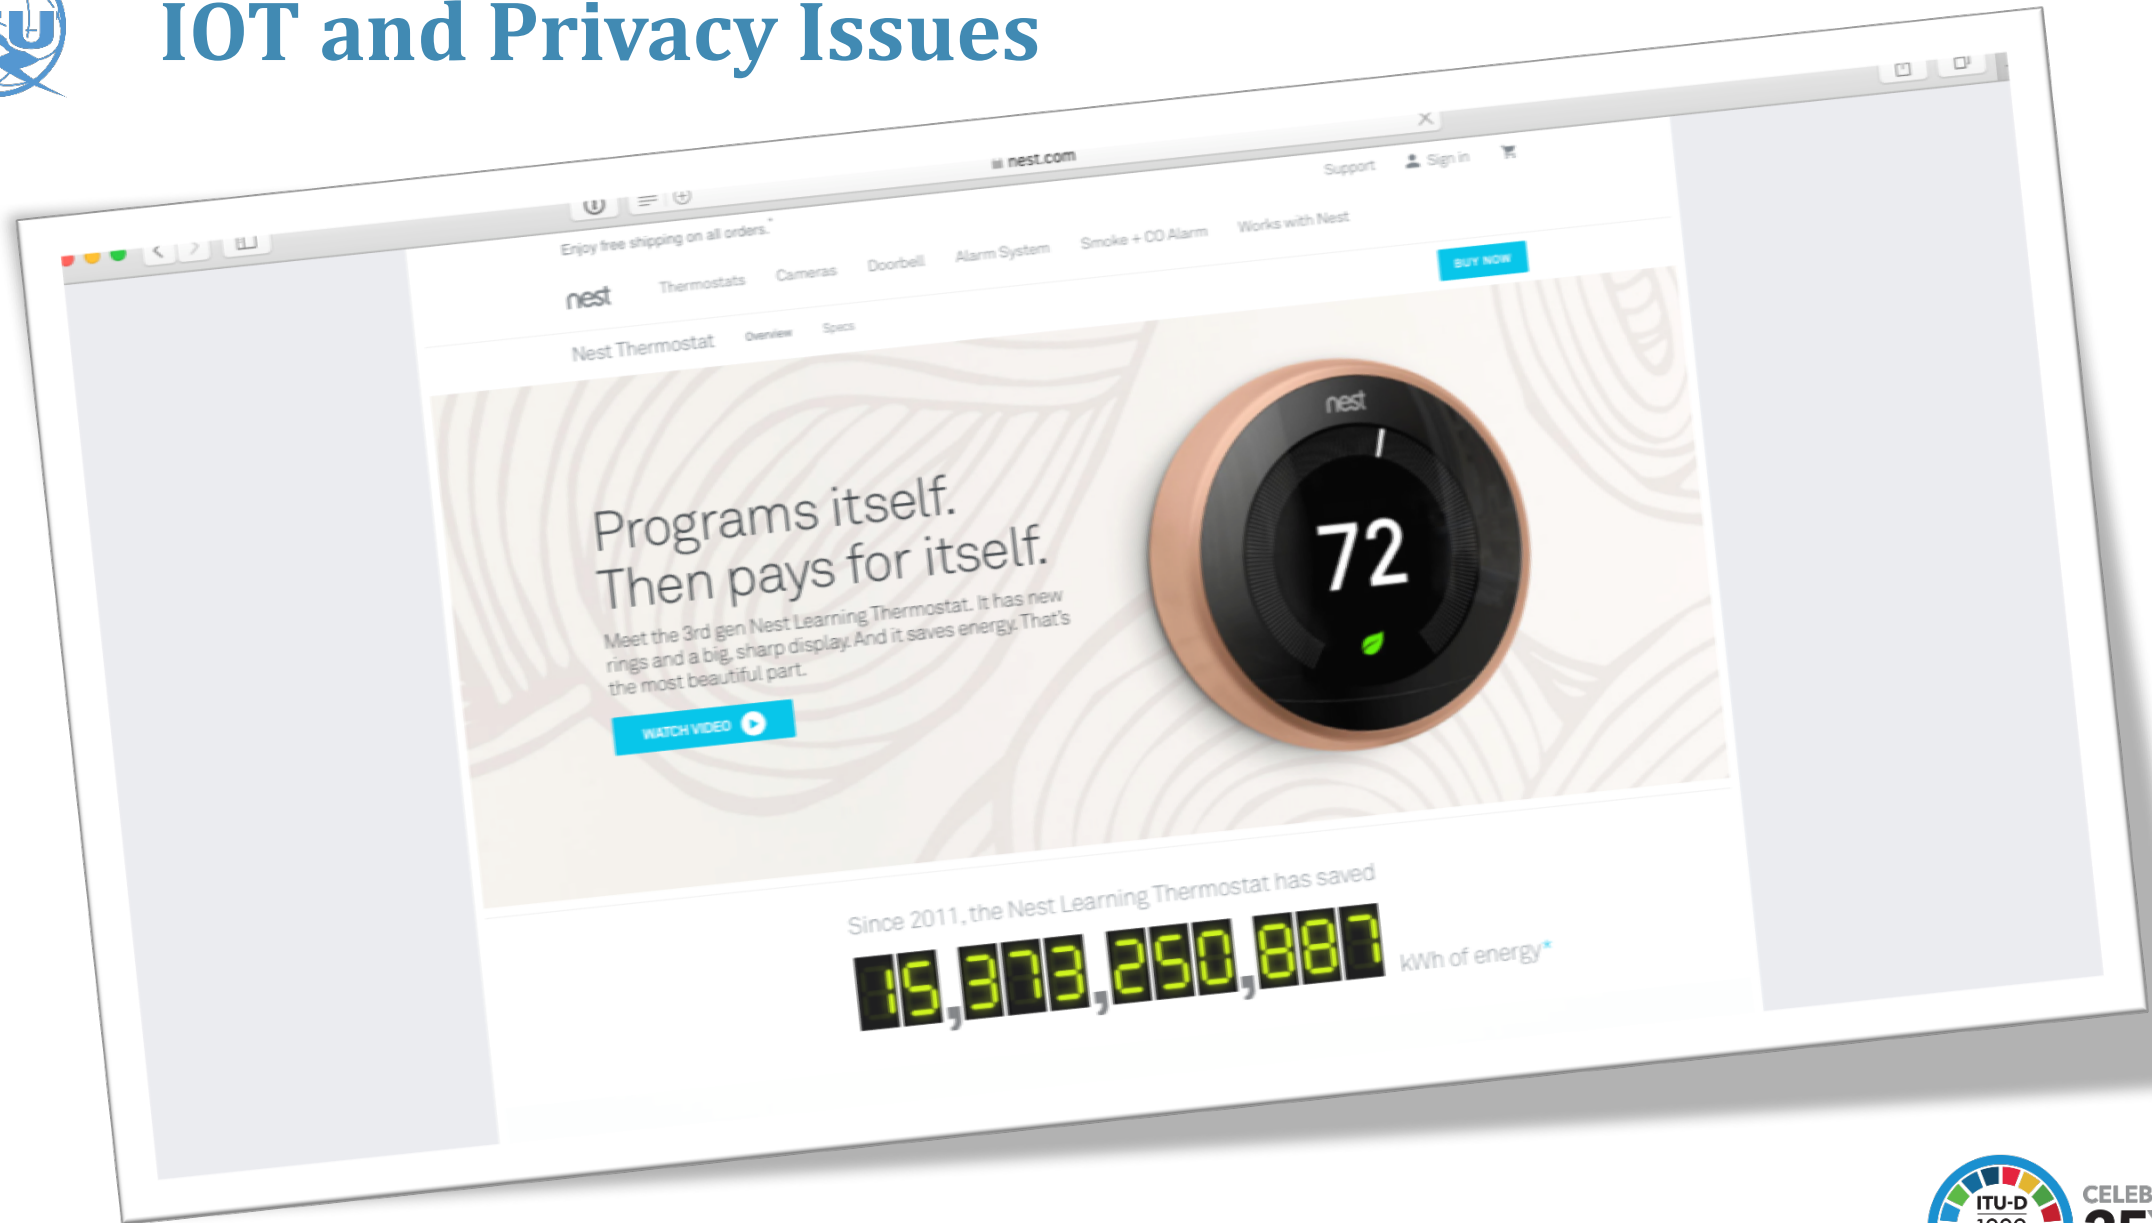 IOT and Privacy Issues
nest.com
Enjoy free shipping on all orders.*
Support Sign in
nest Thermostats Cameras Doorbell Alarm System Smoke + CO Alarm Works with Nest
Nest Thermostat Overview Specs
BUY NOW
nest
72
Programs itself.
Then pays for itself.
Meet the 3rd gen Nest Learning Thermostat. It has new
rings and a big, sharp display. And it saves energy. That's
the most beautiful part.
WATCH VIDEO
Since 2011, the Nest Learning Thermostat has saved
15,373,250,887 kWh of energy*
ITU-D